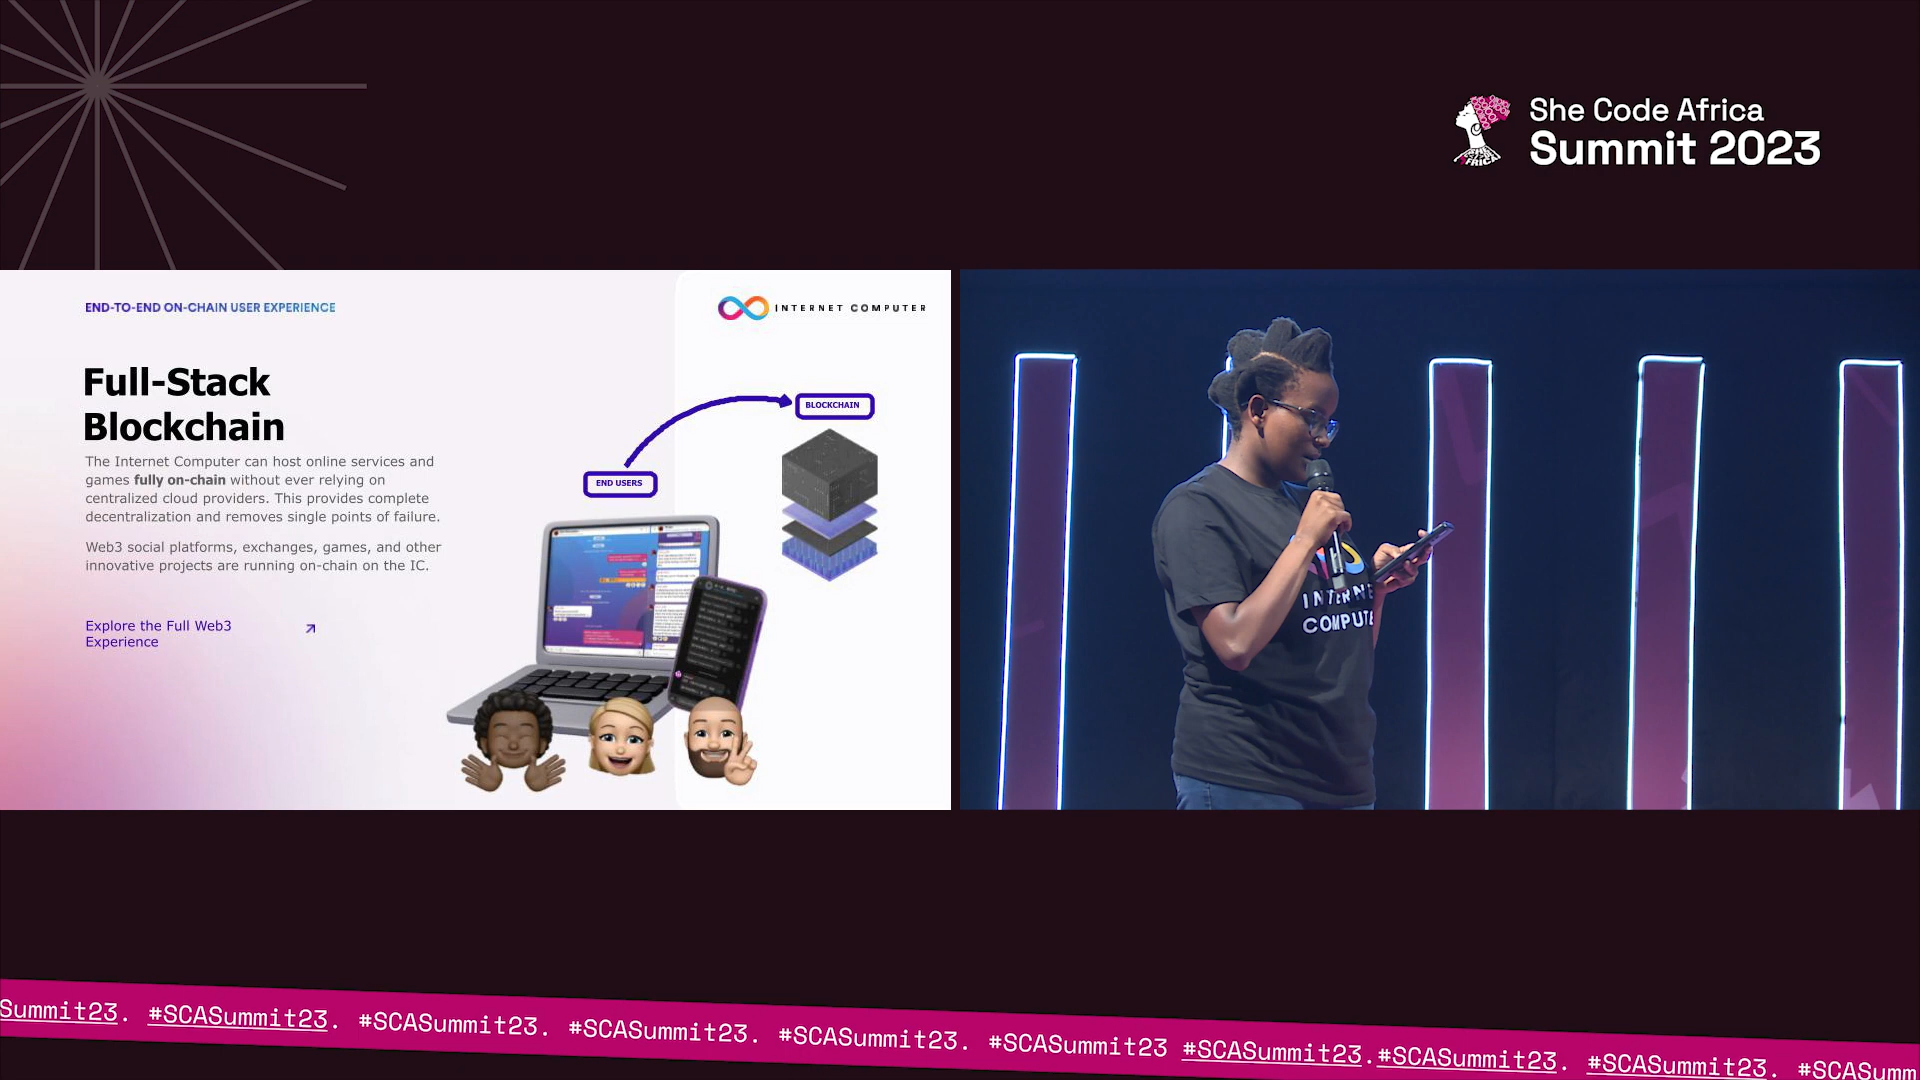 She Code Africa
Summit 2023
END-TO-END ON-CHAIN USER EXPERIENCE
INTERNET COMPUTER
Full-Stack
Blockchain
The Internet Computer can host online services and
games fully on-chain without ever relying on
centralized cloud providers. This provides complete
decentralization and removes single points of failure.
Web3 social platforms, exchanges, games, and other
innovative projects are running on-chain on the IC.
Explore the Full Web3
Experience
BLOCKCHAIN
END USERS
INTERNE
COMPUTE
Summit23. #SCASummit23. #SCASummit23. #SCASummit23. #SCASummit23. #SCASummit23 #SCASummit23.#SCASummit23. #SCASummit23. #SCASumm